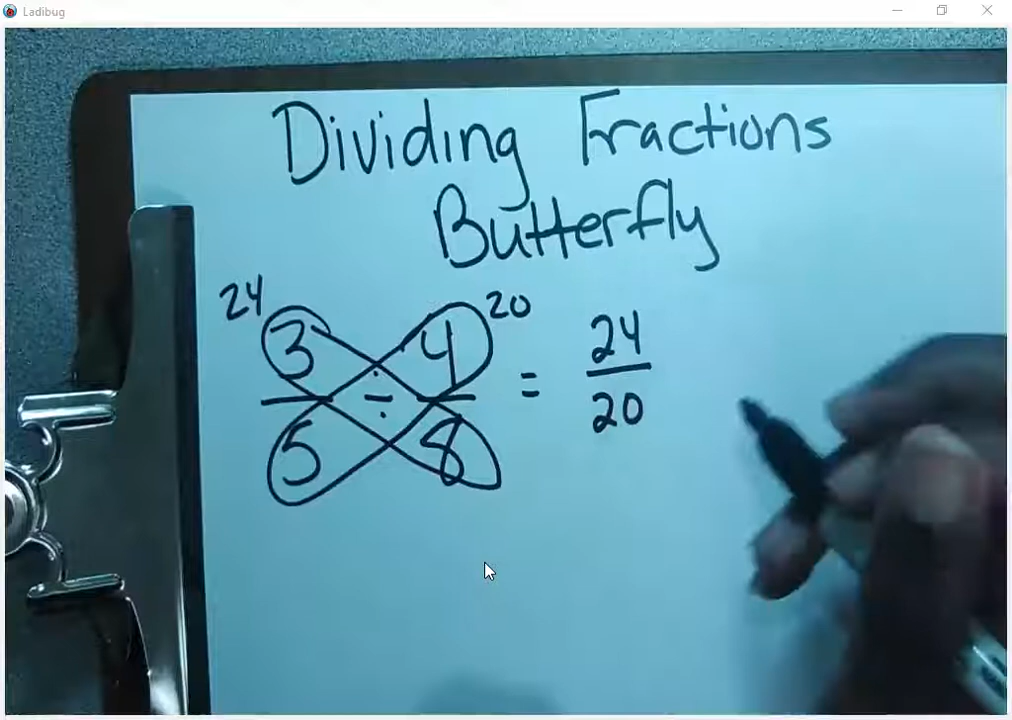 Ladibug
Dividing Fractions
Butterfly
24 20
3/5 ÷ 4/8 = 24/20